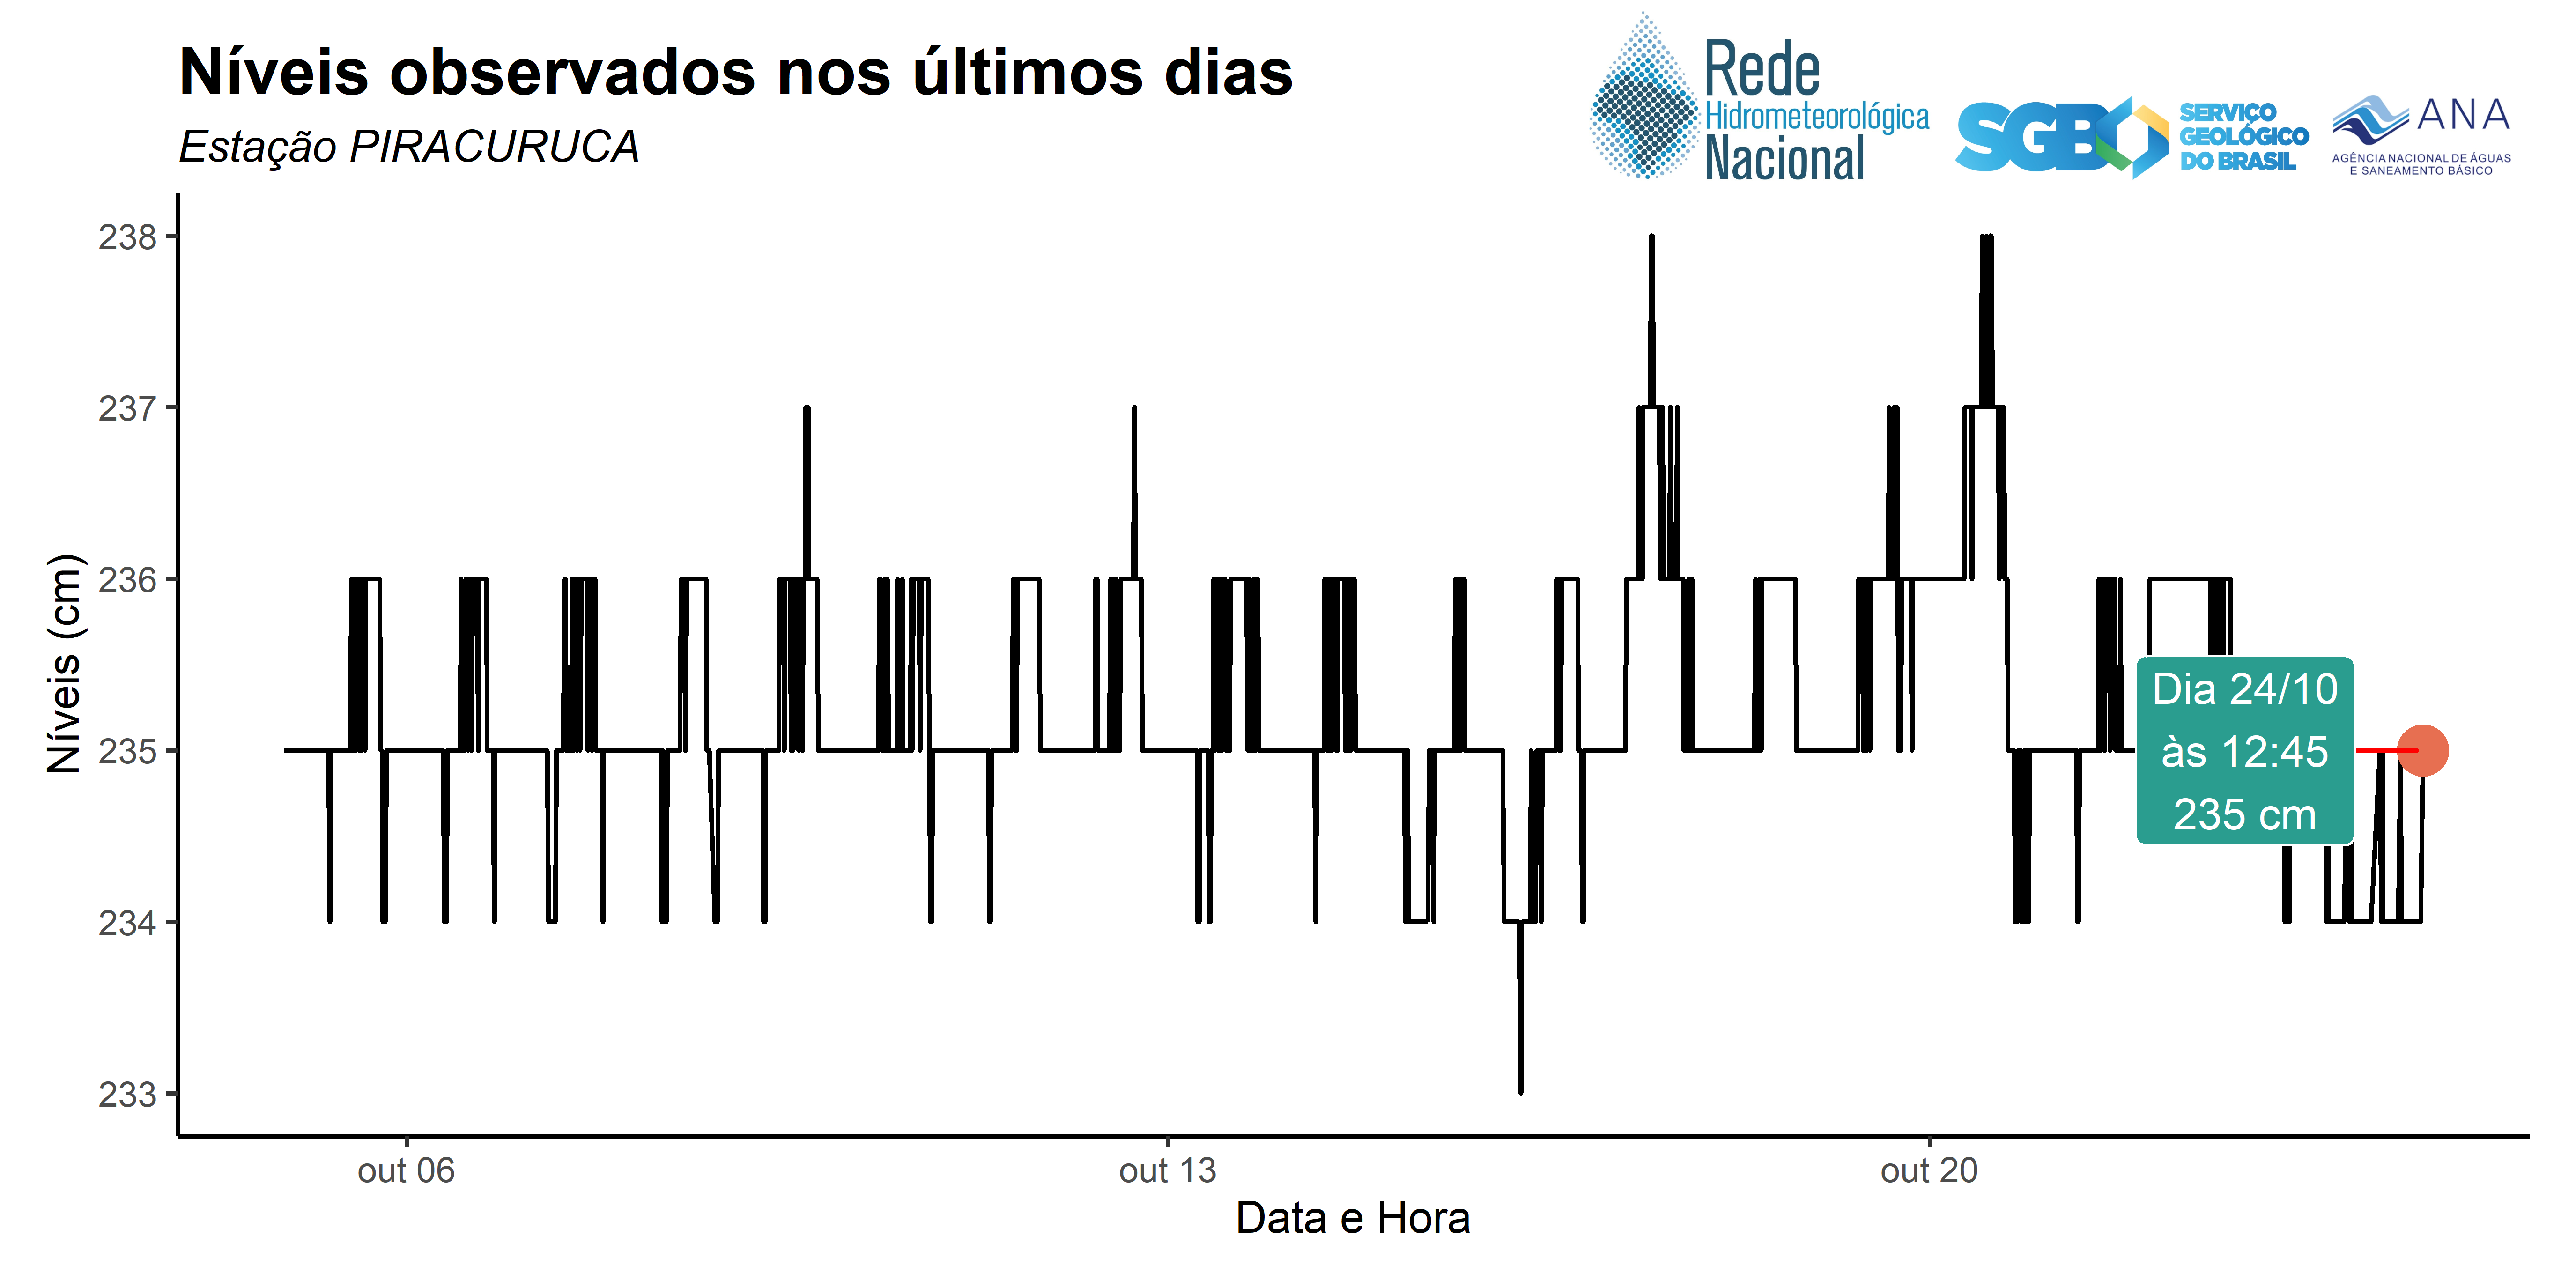 Níveis observados nos últimos dias
Estação PIRACURUCA
Rede
Hidrometeorológica
Nacional
SGB
SERVIÇO
GEOLÓGICO
DO BRASIL
ANA
AGÊNCIA NACIONAL DE ÁGUAS
E SANEAMENTO BÁSICO
Níveis (cm)
238
237
236
235
234
233
Dia 24/10
às 12:45
235 cm
out 06
out 13
out 20
Data e Hora